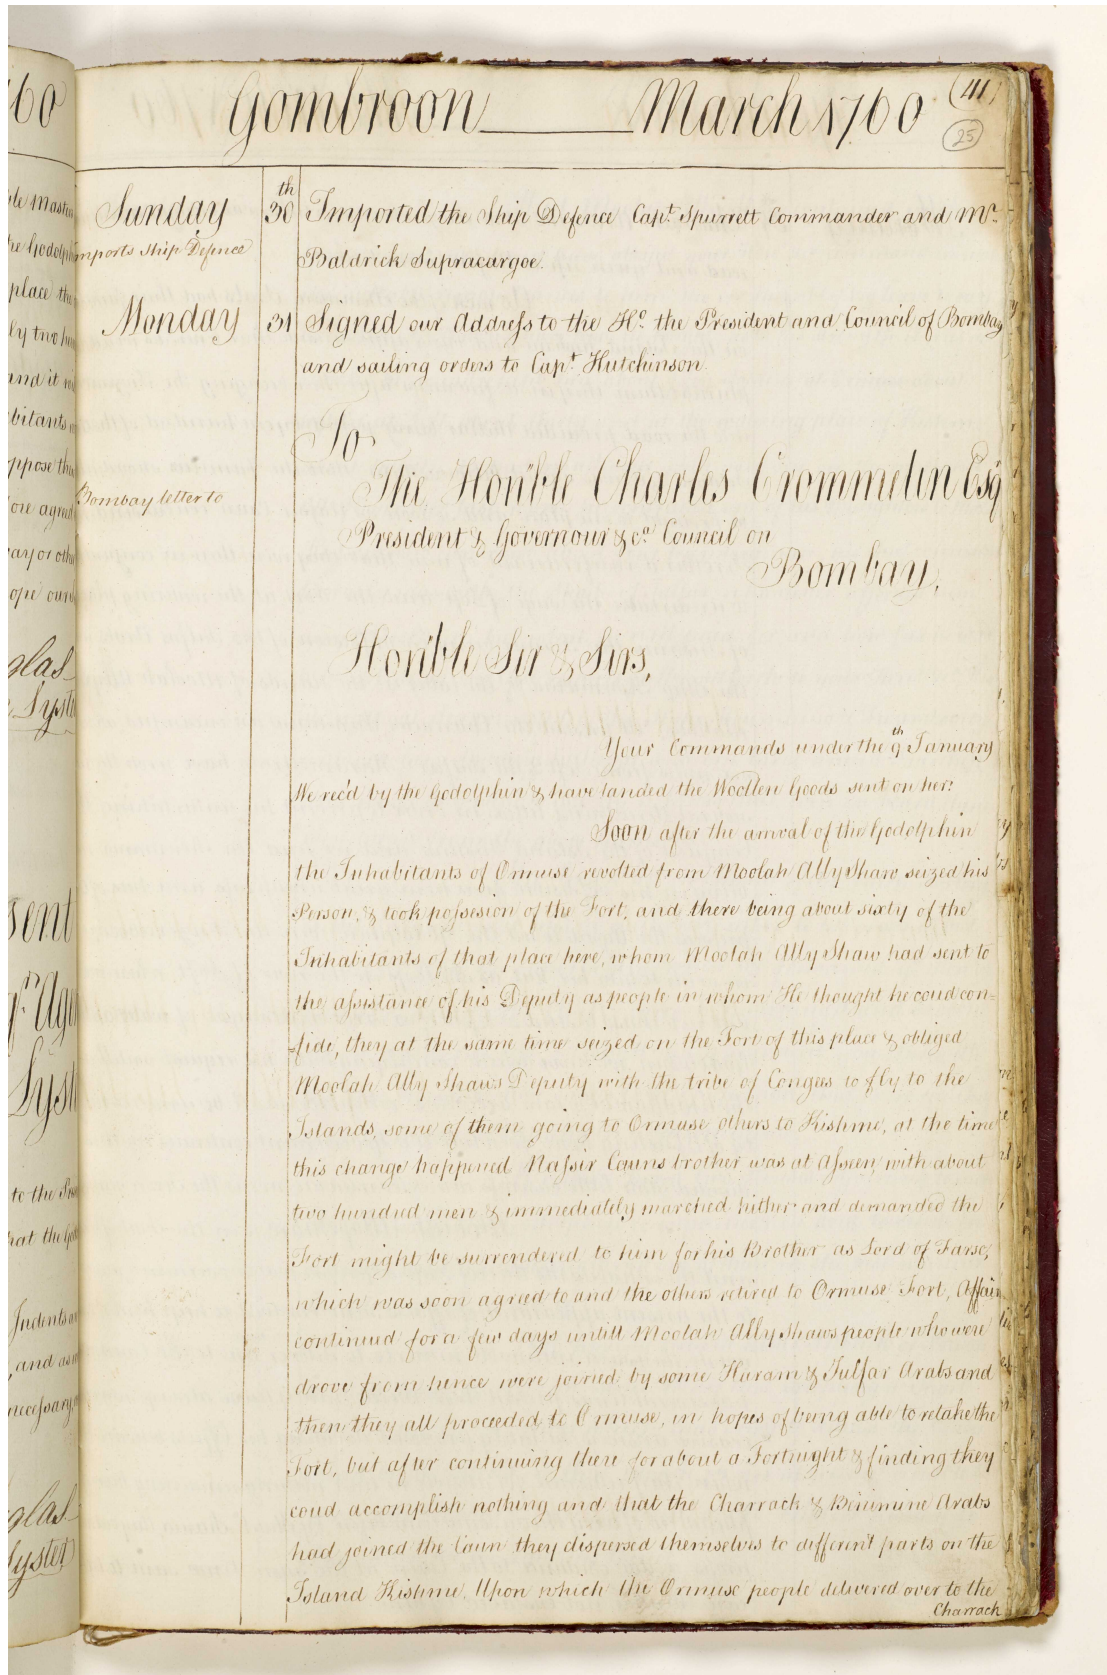 Gombroon March 1760 (41)
25
Sunday 30th Imported the Ship Defence Capt. Spurrett Commander and Mr.
Imports Ship Defence
Baldrick Supracargoe.
Monday 31 Signed our Address to the Ho. the President and Council of Bombay
and sailing orders to Capt. Hutchinson.
To
The Hon'ble Charles Crommelin Esq
Bombay letter to
President & Governour &ca. Council on
Bombay,
Hon'ble Sir & Sirs,
Your Commands under the 9th January
We rec'd by the Godolphin & have landed the Woollen Goods sent on her:
Soon after the arrival of the Godolphin
the Inhabitants of Ormuse revolted from Moolah Ally Shaw seized his
Person, & took possesion of the Fort, and there being about sixty of the
Inhabitants of that place here, whom Moolah Ally Shaw had sent to
the assistance of his Deputy as people in whom He thought he coud con=
=fide, they at the same time seized on the Fort of this place & obliged
Moolah Ally Shaws Deputy with the tribe of Congees to fly to the
Islands, some of them going to Ormuse others to Kishme, at the time
this change happened Nassir Cauns brother was at Asseen, with about
two hundred men & immediately marched hither and demanded the
Fort might be surrendered to him for his Brother as Lord of Farse,
which was soon agreed to and the others retired to Ormuse Fort, Affairs
continued for a few days untill Moolah Ally Shaws people who were
drove from hence were joined by some Huram & Julfar Arabs and
then they all proceeded to Ormuse, in hopes of being able to retake the
Fort, but after continuing there for about a Fortnight & finding they
coud accomplish nothing and that the Charrack & Benimine Arabs
had joined the Caun they dispersed themselves to differen't parts on the
Island Kishme, Upon which the Ormuse people delivered over to the
Charrack